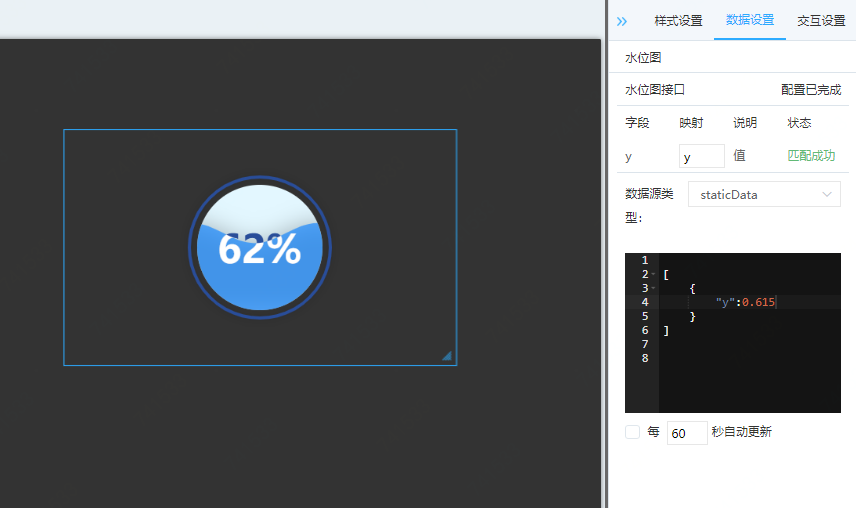 样式设置 数据设置 交互设置
水位图
水位图接口 配置已完成
字段 映射 说明 状态
y y 值 匹配成功
数据源类型: staticData
62%
1
2 [
3 {
4 "y":0.615
5 }
6 ]
7
8
每 60 秒自动更新